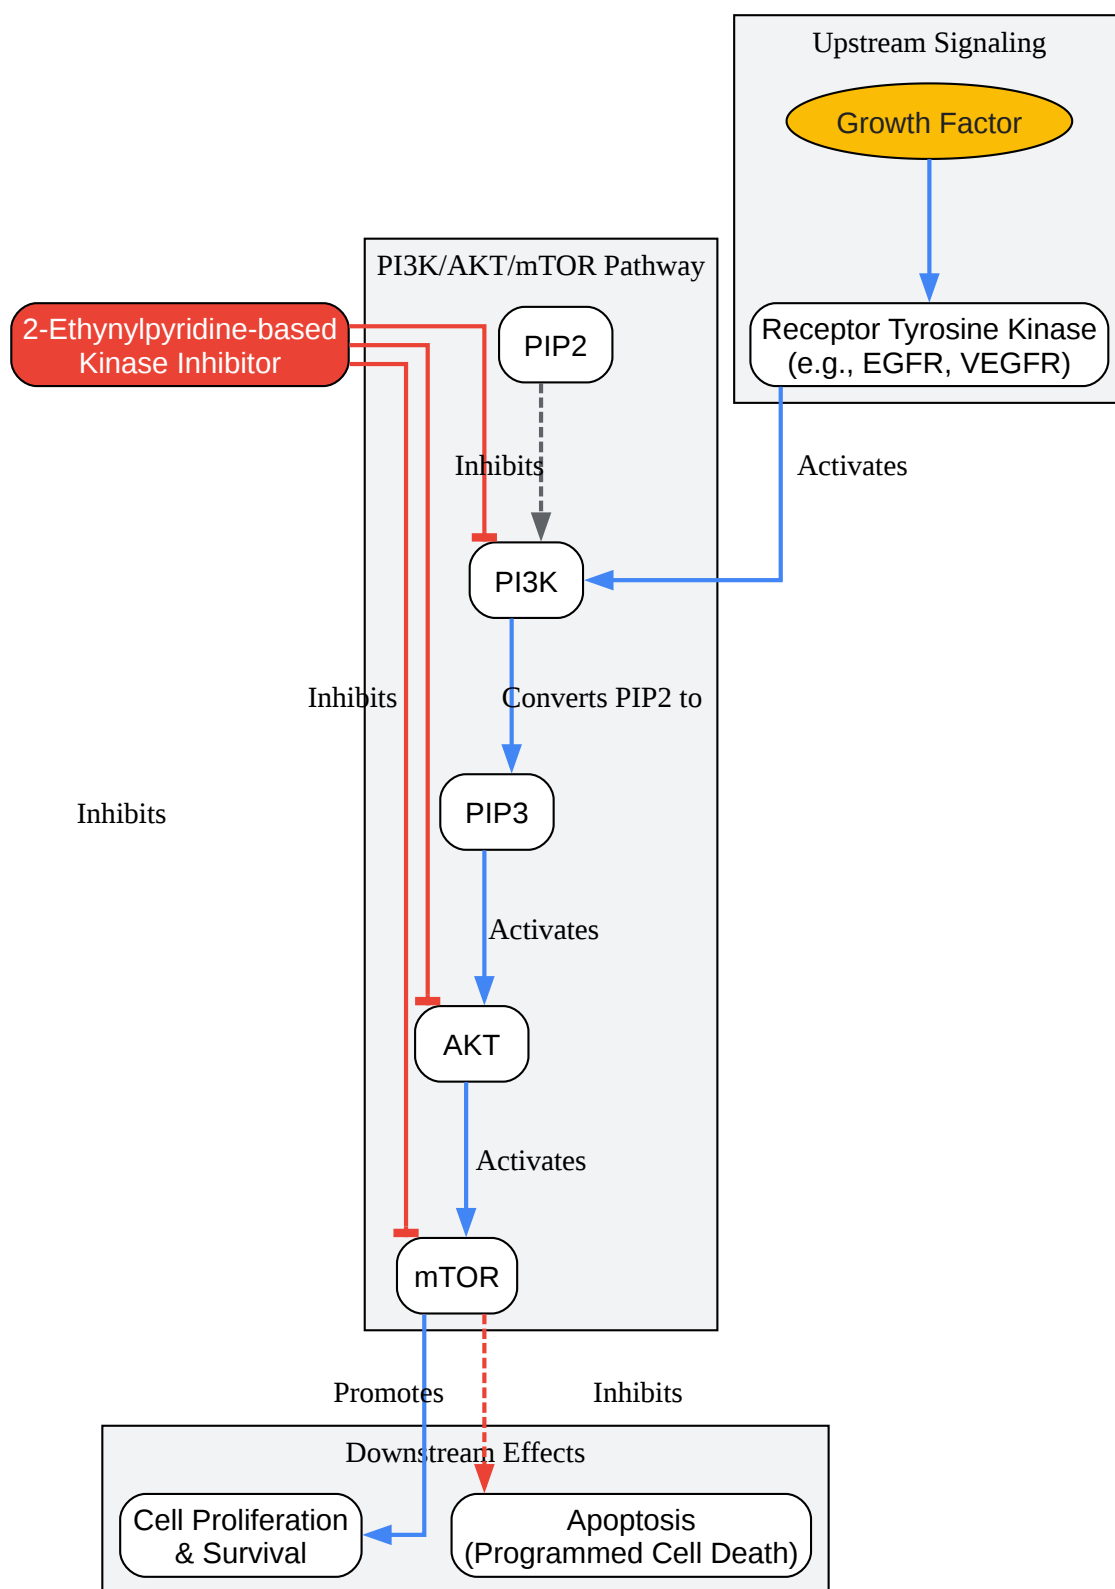 Upstream Signaling
Growth Factor
PI3K/AKT/mTOR Pathway
2-Ethynylpyridine-based
Kinase Inhibitor
PIP2
Receptor Tyrosine Kinase
(e.g., EGFR, VEGFR)
Inhibits
Activates
PI3K
Inhibits
Converts PIP2 to
Inhibits
PIP3
Activates
AKT
Activates
mTOR
Promotes
Inhibits
Downstream Effects
Cell Proliferation
& Survival
Apoptosis
(Programmed Cell Death)